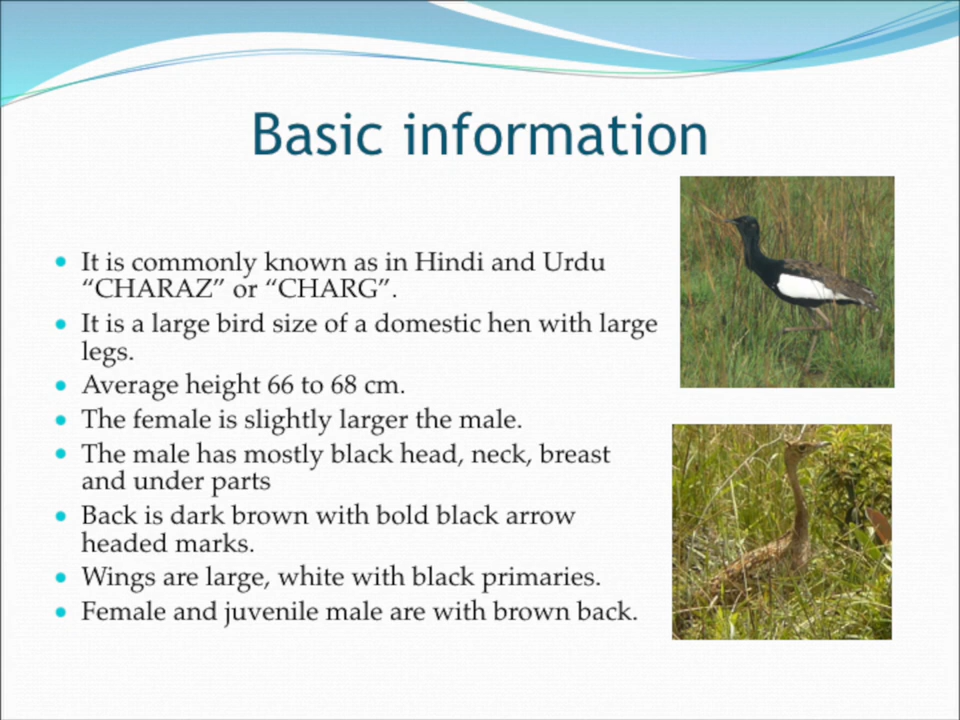 Basic information
It is commonly known as in Hindi and Urdu
“CHARAZ” or “CHARG”.
It is a large bird size of a domestic hen with large
legs.
Average height 66 to 68 cm.
The female is slightly larger the male.
The male has mostly black head, neck, breast
and under parts
Back is dark brown with bold black arrow
headed marks.
Wings are large, white with black primaries.
Female and juvenile male are with brown back.